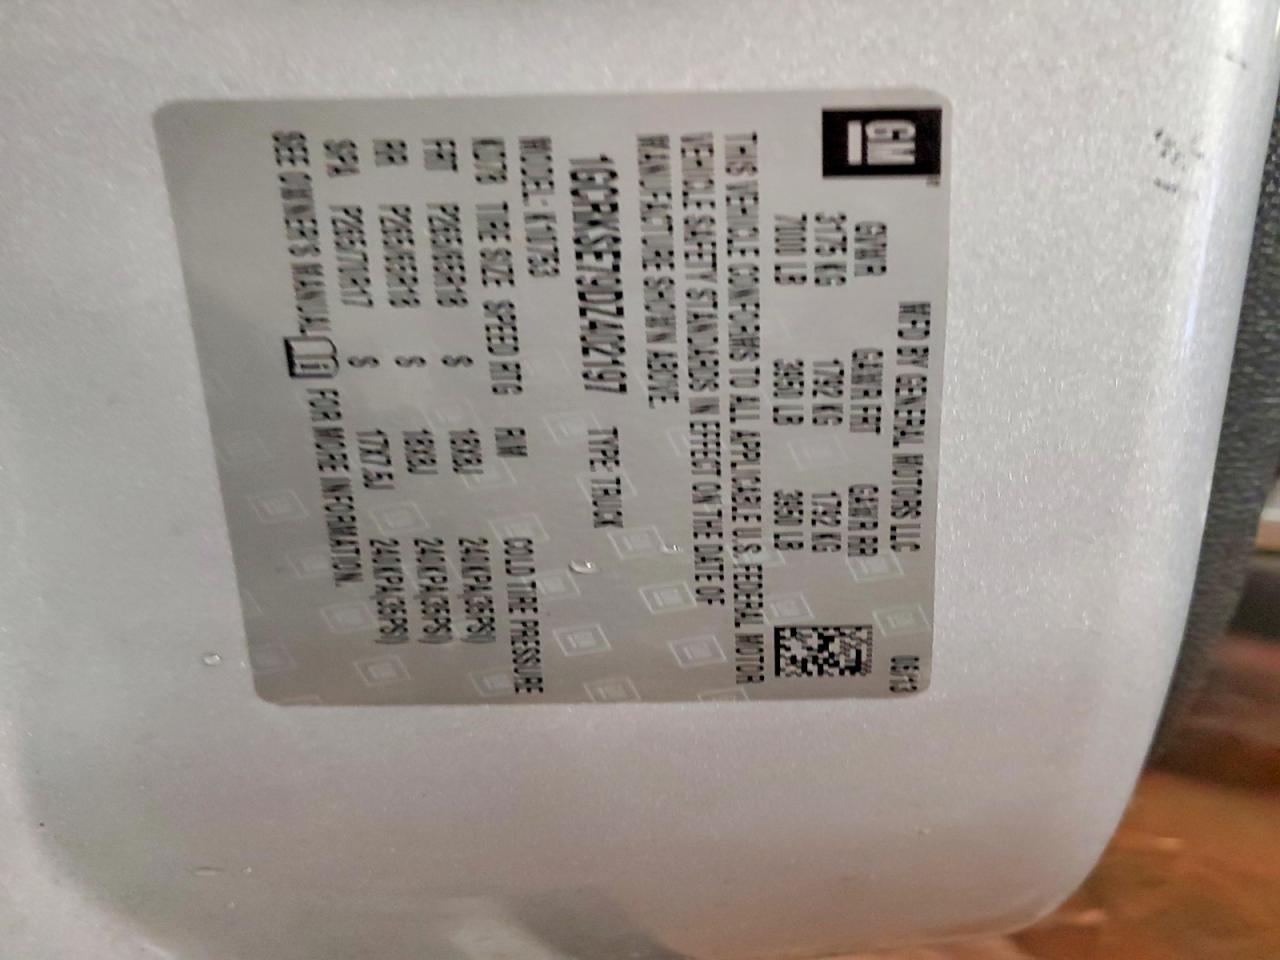 GM
MFD BY GENERAL MOTORS LLC 05/13
GVWR GAWR FRT GAWR RR
3175 KG 1792 KG 1792 KG
7000 LB 3950 LB 3950 LB
THIS VEHICLE CONFORMS TO ALL APPLICABLE U.S. FEDERAL MOTOR
VEHICLE SAFETY STANDARDS IN EFFECT ON THE DATE OF
MANUFACTURE SHOWN ABOVE.
TYPE: TRUCK
MODEL: K10753
TIRE SIZE SPEED RTG RIM COLD TIRE PRESSURE
FRT P265/65R18 S 18X8J 240KPA(35PSI)
RR P265/65R18 S 18X8J 240KPA(35PSI)
SPA P265/70R17 S 17X7.5J 240KPA(35PSI)
SEE OWNER'S MANUAL FOR MORE INFORMATION.